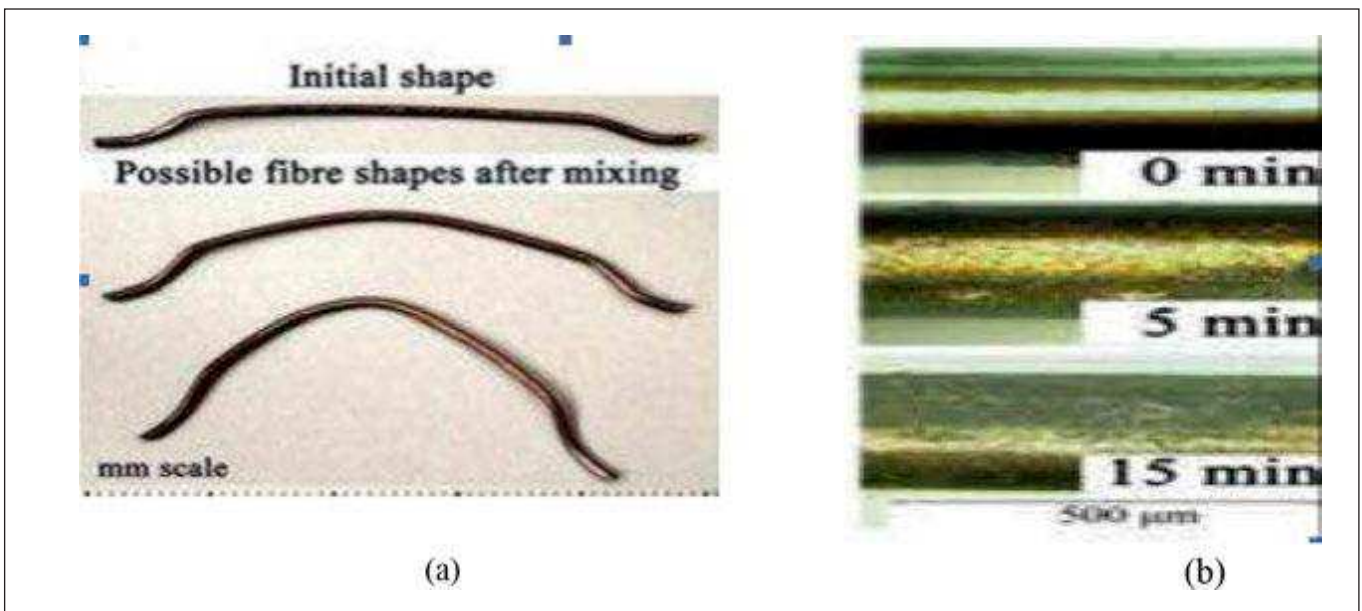 Initial shape
Possible fibre shapes after mixing
mm scale
0 min
5 min
15 min
500 µm
(a)
(b)